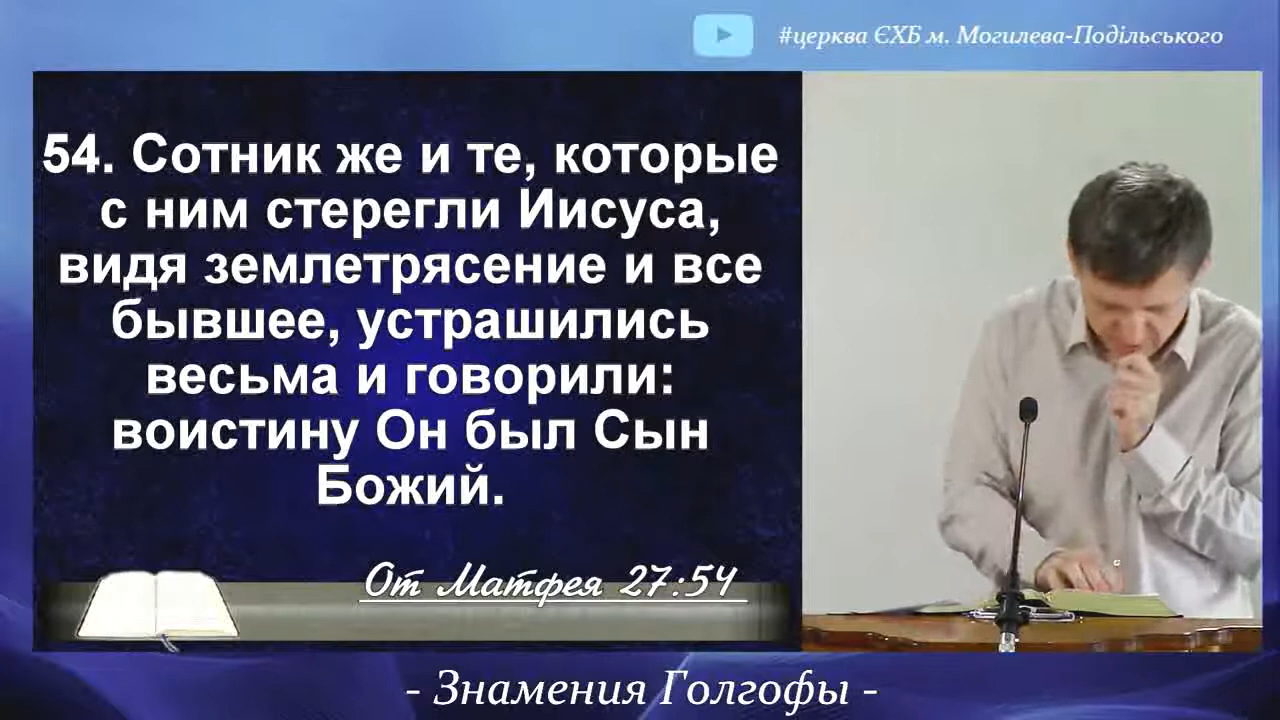 #церква ЄХБ м. Могилева-Подільського
54. Сотник же и те, которые
с ним стерегли Иисуса,
видя землетрясение и все
бывшее, устрашились
весьма и говорили:
воистину Он был Сын
Божий.
От Матфея 27:54
- Знамения Голгофы -